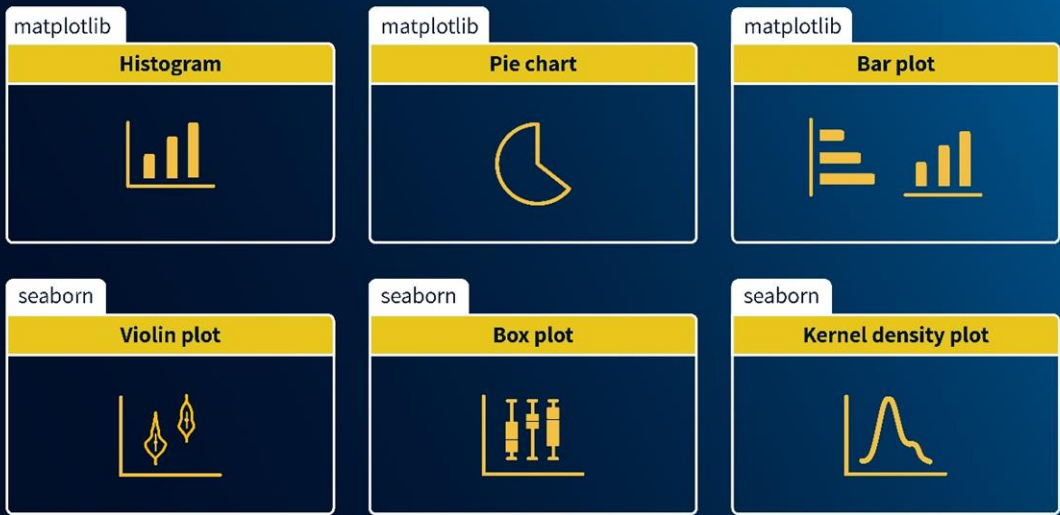 matplotlib
Histogram
matplotlib
Pie chart
matplotlib
Bar plot
seaborn
Violin plot
seaborn
Box plot
seaborn
Kernel density plot